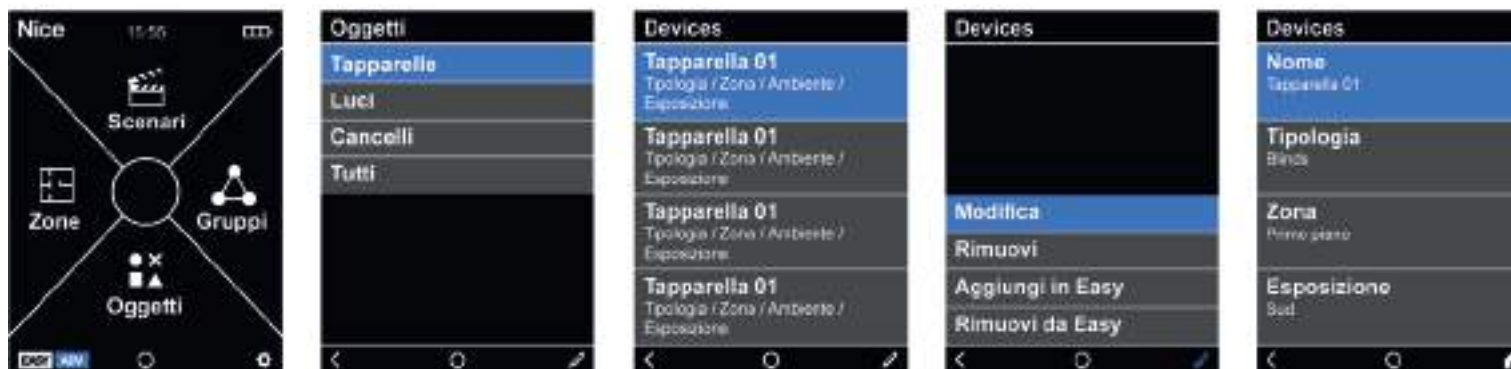 Nice 15:55
Scenari
Zone
Gruppi
Oggetti
EASY ADV
Oggetti
Tapparelle
Luci
Cancelli
Tutti
Devices
Tapparella 01
Tipologia / Zona / Ambiente /
Esposizione
Tapparella 01
Tipologia / Zona / Ambiente /
Esposizione
Tapparella 01
Tipologia / Zona / Ambiente /
Esposizione
Tapparella 01
Tipologia / Zona / Ambiente /
Esposizione
Devices
Modifica
Rimuovi
Aggiungi in Easy
Rimuovi da Easy
Devices
Nome
Tapparella 01
Tipologia
Blinds
Zona
Primo piano
Esposizione
Sud